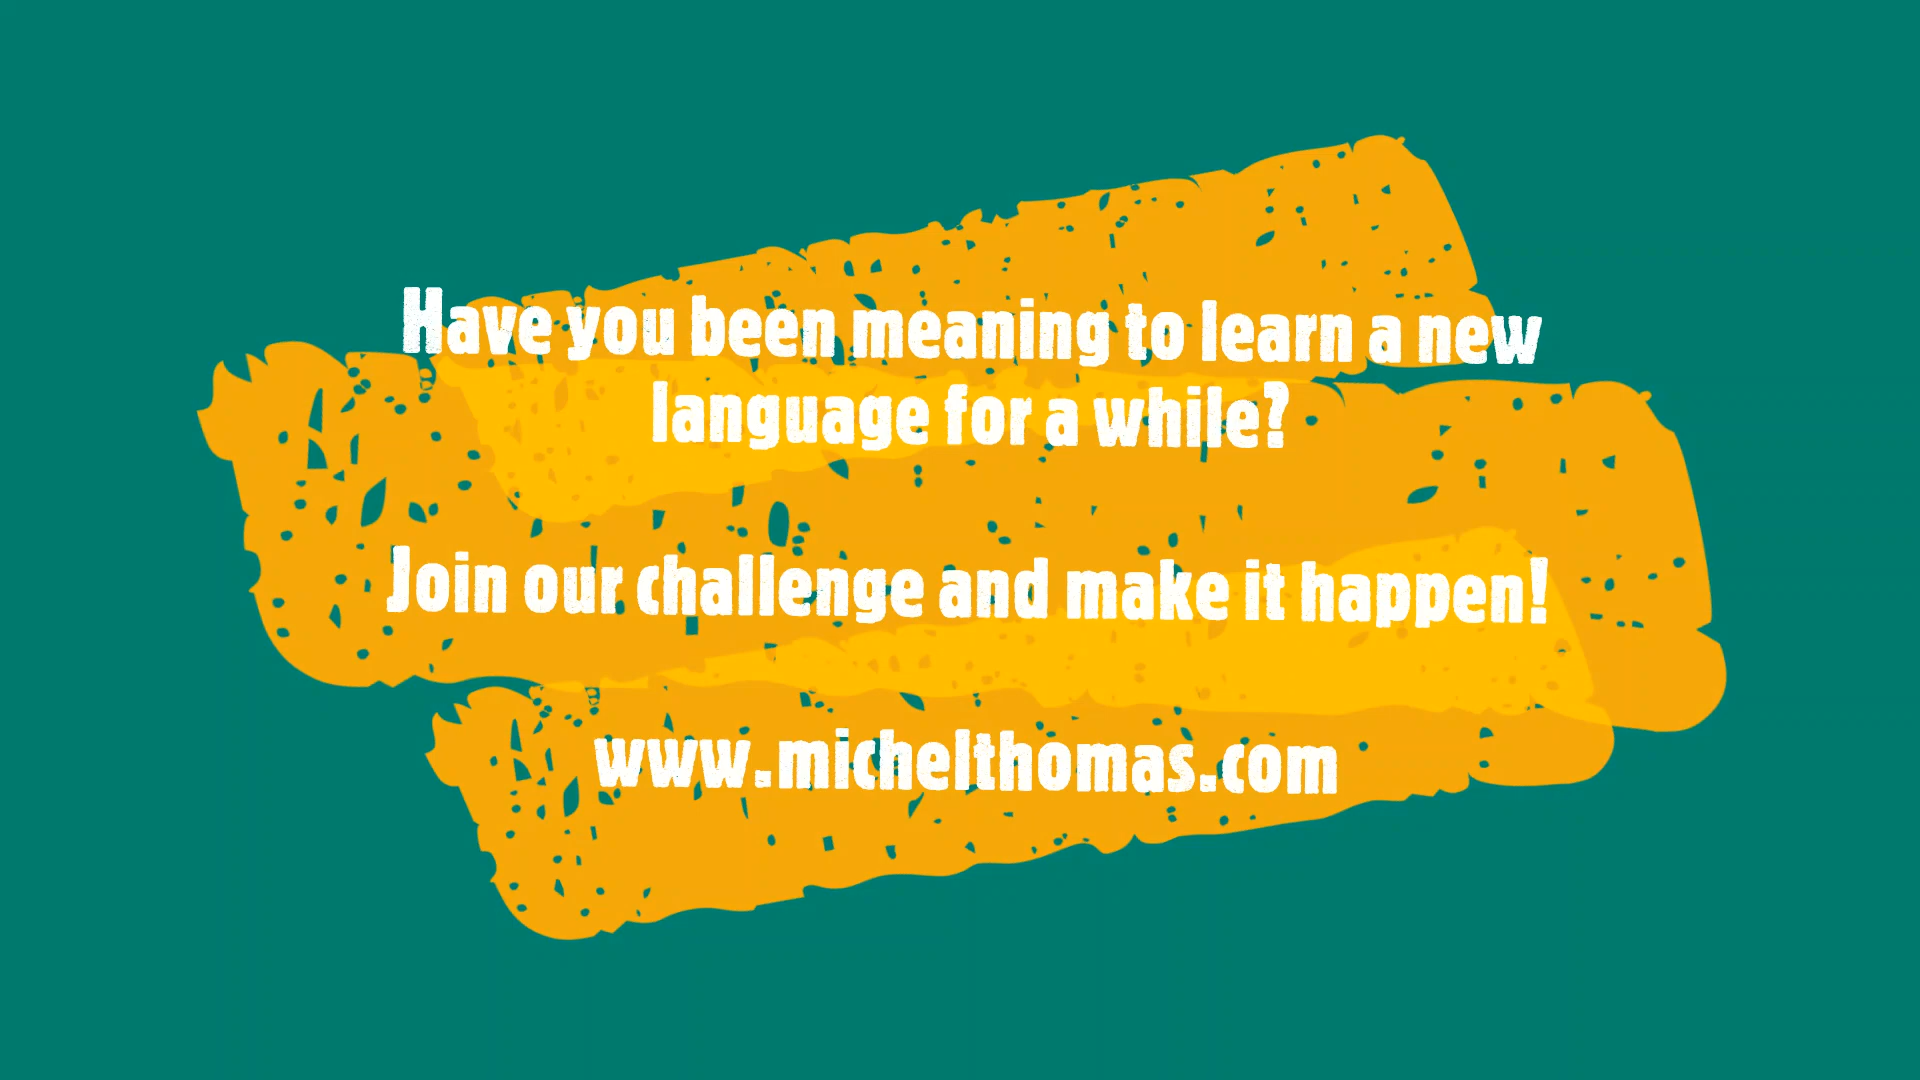 Have you been meaning to learn a new
language for a while?
Join our challenge and make it happen!
www.michelthomas.com